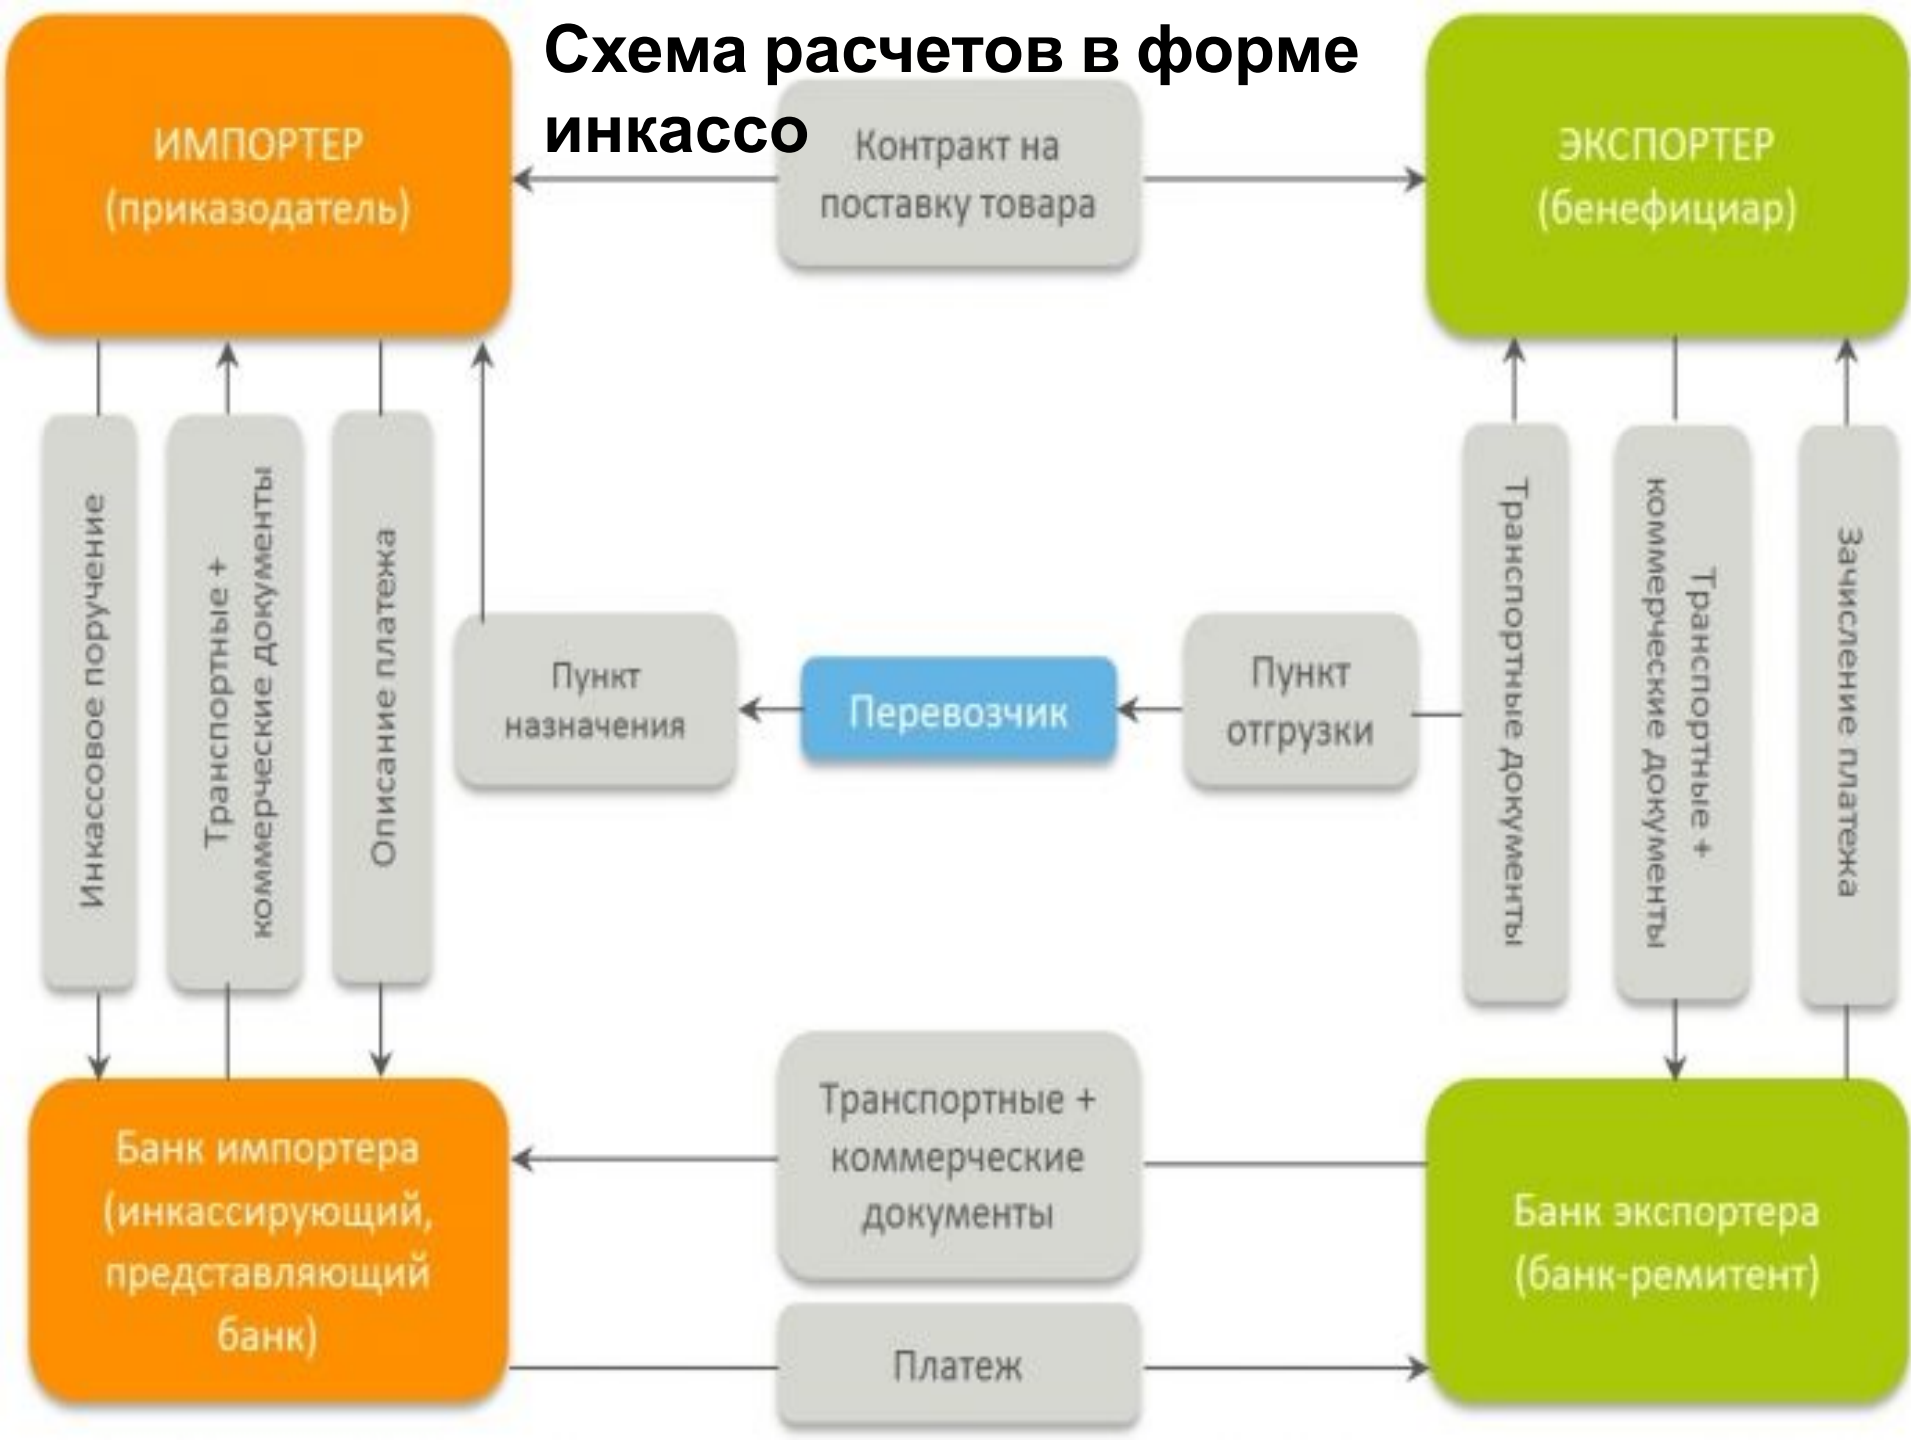 Схема расчетов в форме
инкассо
ИМПОРТЕР
(приказодатель)
Контракт на
поставку товара
ЭКСПОРТЕР
(бенефициар)
Инкассовое поручение
Транспортные +
коммерческие документы
Описание платежа
Пункт
назначения
Перевозчик
Пункт
отгрузки
Транспортные документы
Транспортные +
коммерческие документы
Зачисление платежа
Банк импортера
(инкассирующий,
представляющий
банк)
Транспортные +
коммерческие
документы
Платеж
Банк экспортера
(банк-ремитент)